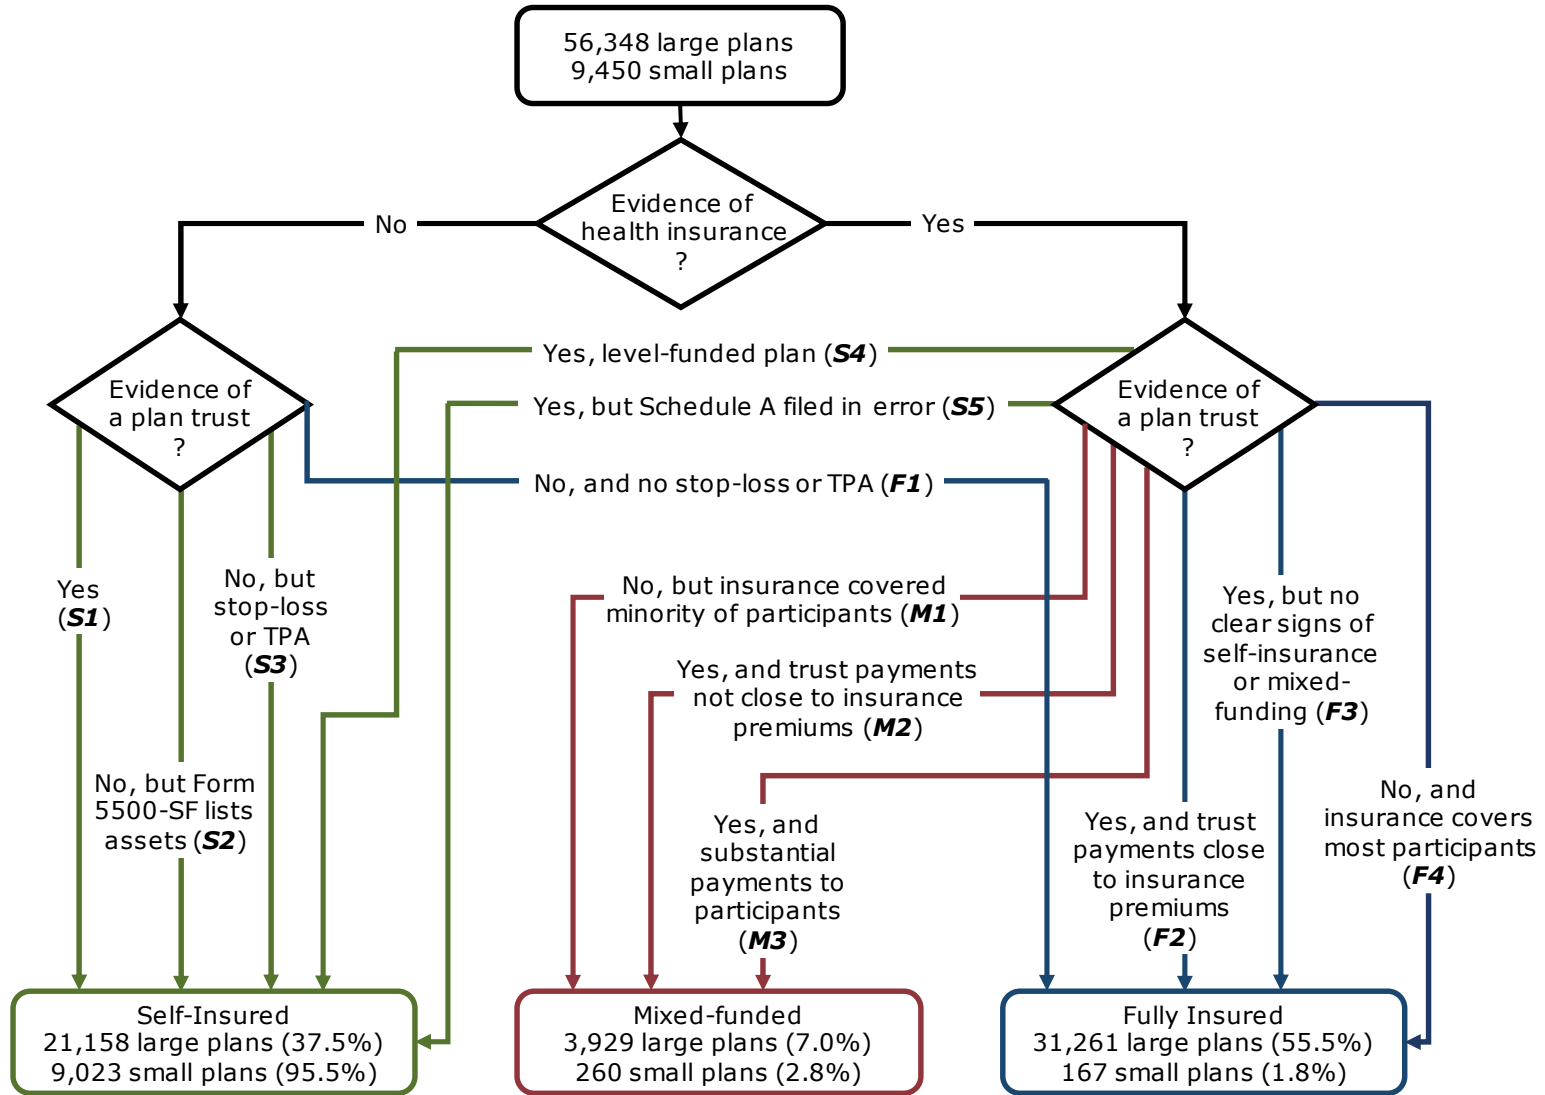 56,348 large plans
9,450 small plans
Evidence of
health insurance
?
No
Yes
Evidence of
a plan trust
?
Evidence of
a plan trust
?
Yes, level-funded plan (S4)
Yes, but Schedule A filed in error (S5)
No, and no stop-loss or TPA (F1)
Yes
(S1)
No, but
stop-loss
or TPA
(S3)
No, but Form
5500-SF lists
assets (S2)
No, but insurance covered
minority of participants (M1)
Yes, and trust payments
not close to insurance
premiums (M2)
Yes, and
substantial
payments to
participants
(M3)
Yes, and trust
payments close
to insurance
premiums
(F2)
Yes, but no
clear signs of
self-insurance
or mixed-
funding (F3)
No, and
insurance covers
most participants
(F4)
Self-Insured
21,158 large plans (37.5%)
9,023 small plans (95.5%)
Mixed-funded
3,929 large plans (7.0%)
260 small plans (2.8%)
Fully Insured
31,261 large plans (55.5%)
167 small plans (1.8%)